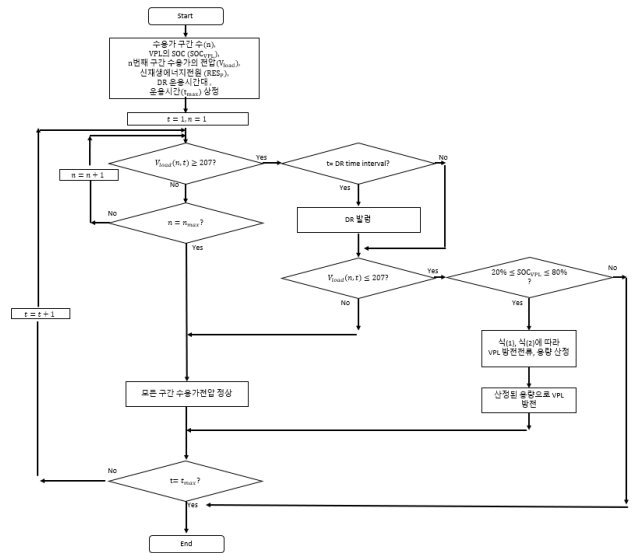 Start
수용가 구간 수(n),
VPL의 SOC (SOC_VPL),
n번째 구간 수용가의 전압(V_load),
신재생에너지전원 (RES_P),
DR 운용시간대,
운용시간(t_max) 상정
t = 1, n = 1
V_load(n, t) ≥ 207?
Yes
t= DR time interval?
No
n = n + 1
No
Yes
No
n = n_max?
DR 발령
Yes
V_load(n, t) ≤ 207?
Yes
20% ≤ SOC_VPL ≤ 80%
?
No
No
Yes
t = t + 1
식(1), 식(2)에 따라
VPL 방전전류, 용량 산정
모든 구간 수용가전압 정상
산정된 용량으로 VPL
방전
No
t= t_max?
Yes
End